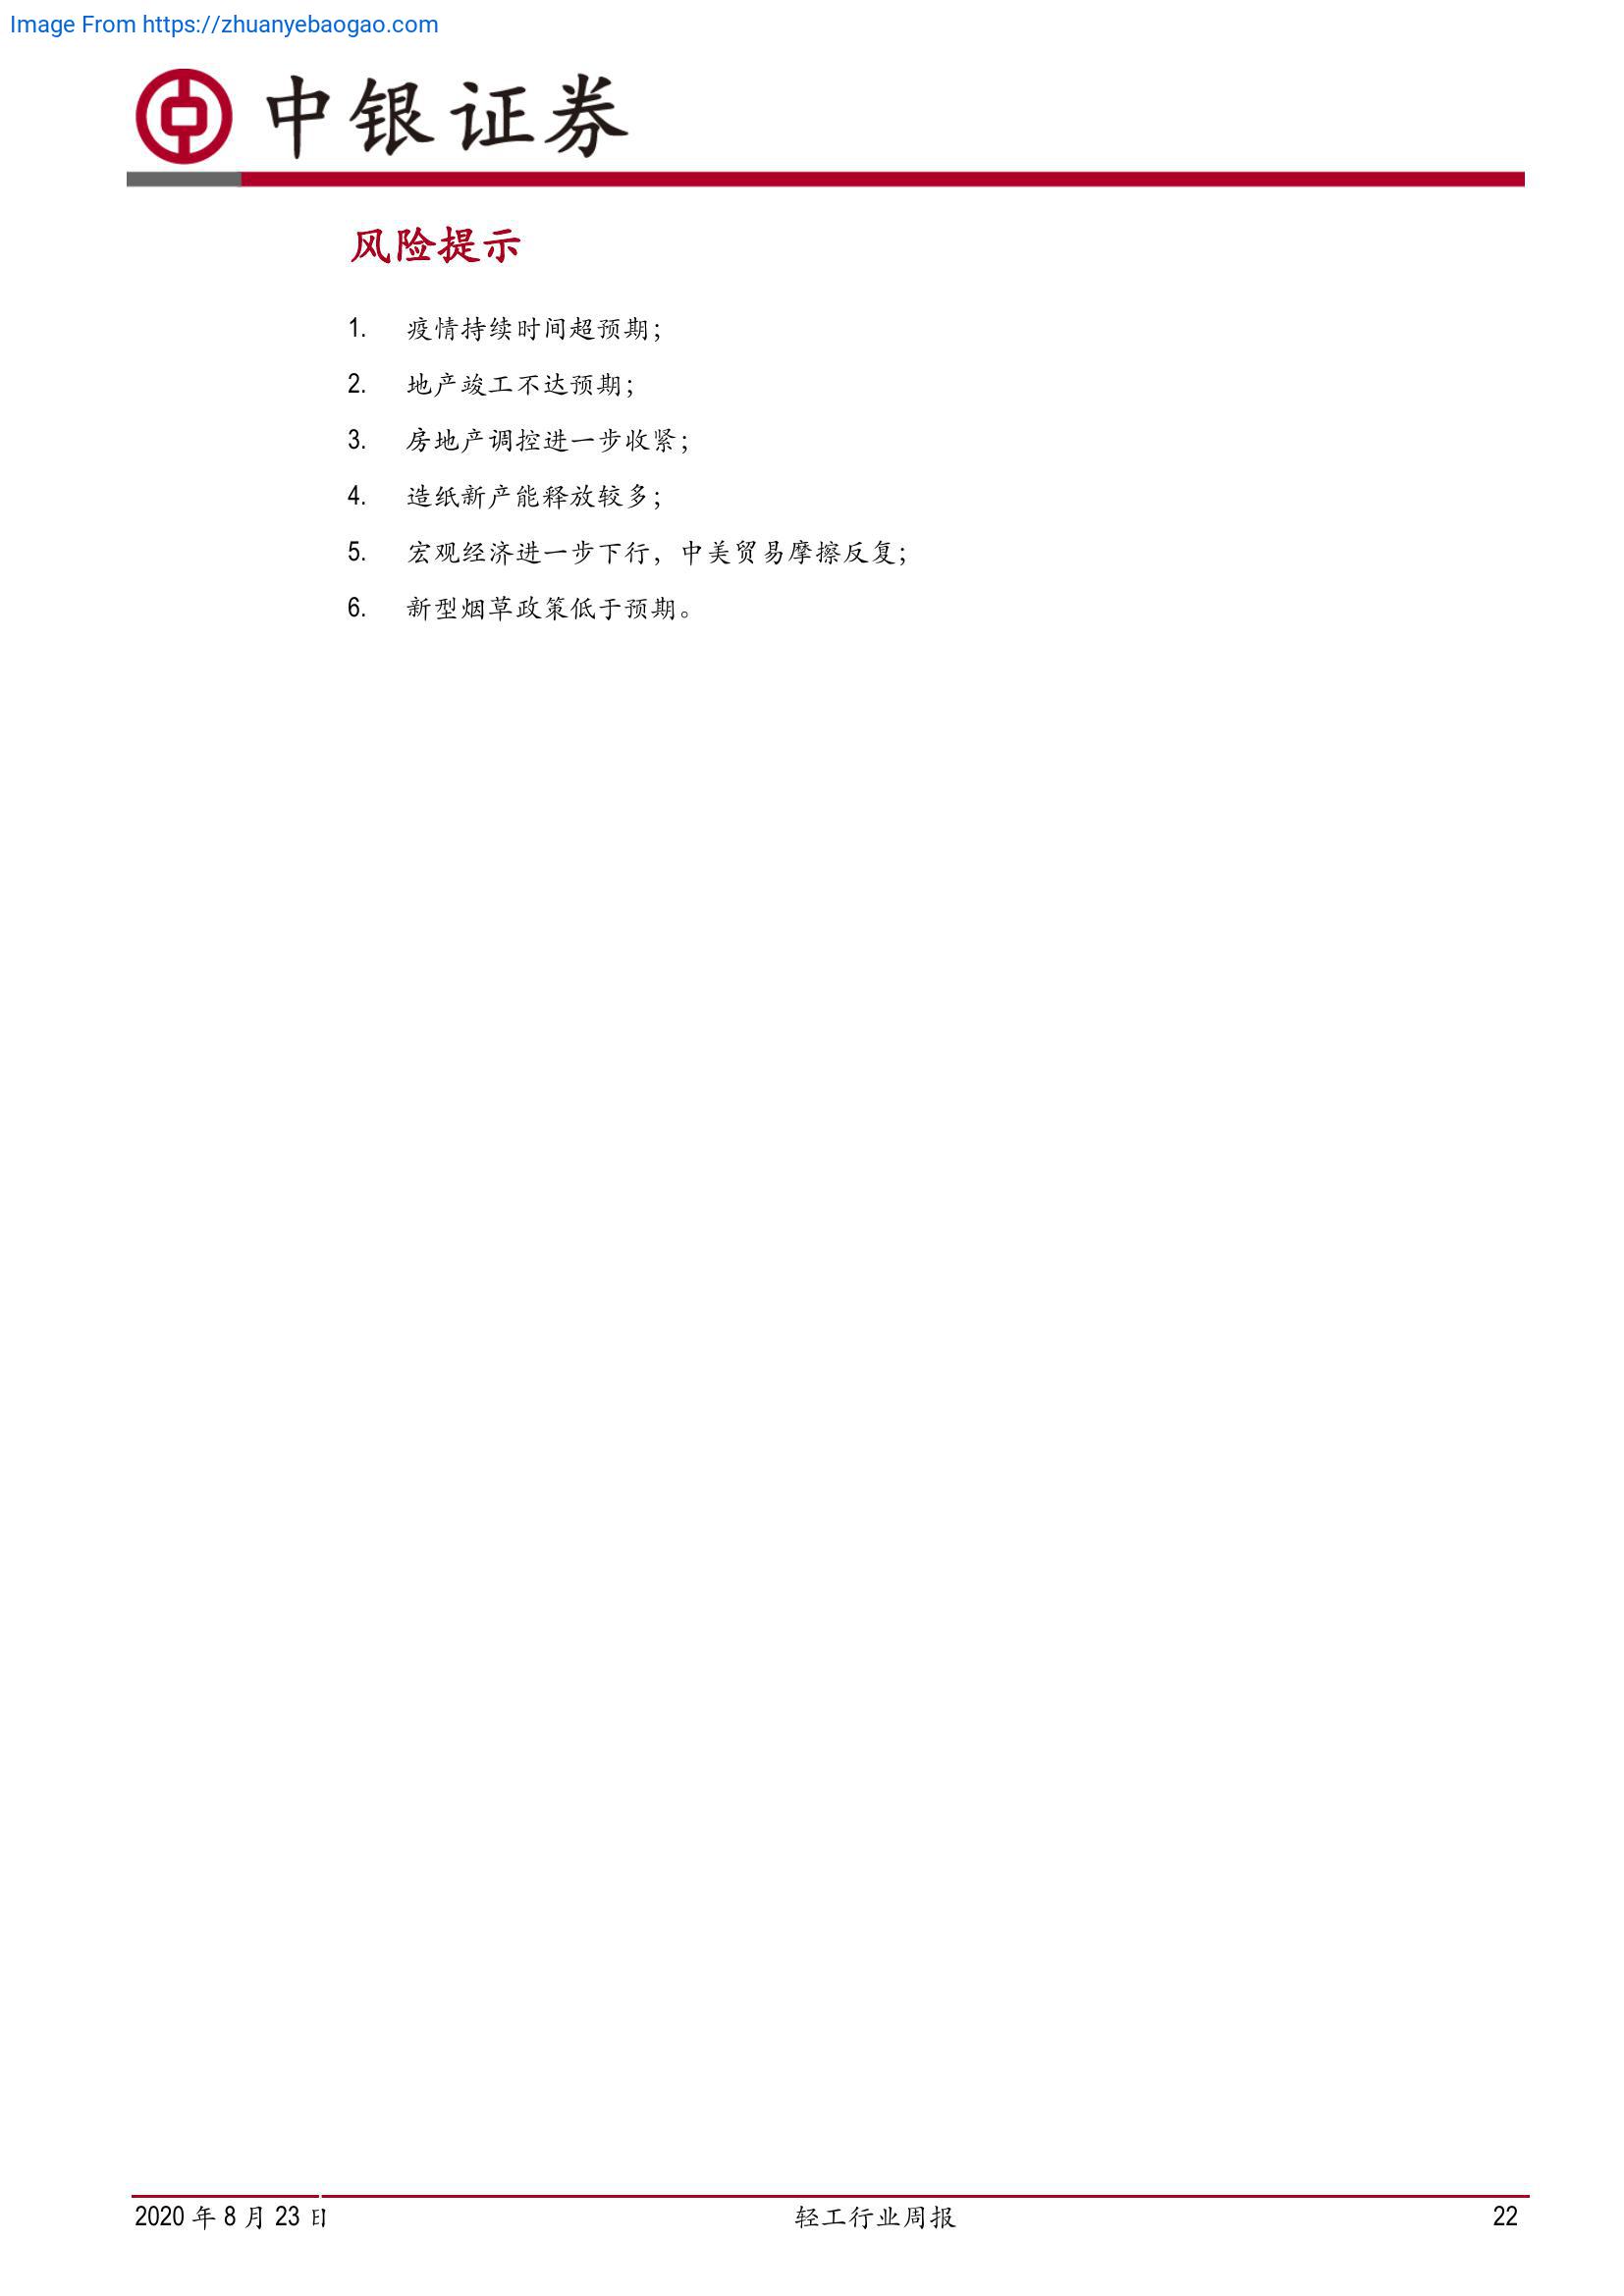 Image From https://zhuanyebaogao.com
中银证券
风险提示
1. 疫情持续时间超预期；
2. 地产竣工不达预期；
3. 房地产调控进一步收紧；
4. 造纸新产能释放较多；
5. 宏观经济进一步下行，中美贸易摩擦反复；
6. 新型烟草政策低于预期。
2020 年 8 月 23 日 轻工行业周报 22